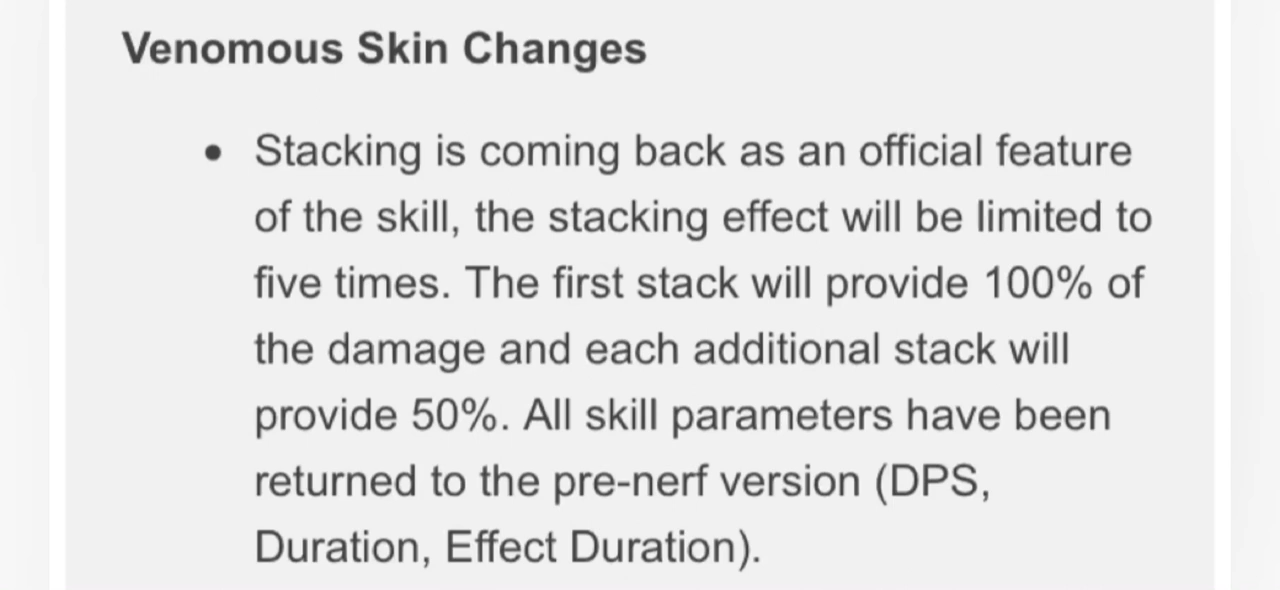 Venomous Skin Changes
• Stacking is coming back as an official feature
of the skill, the stacking effect will be limited to
five times. The first stack will provide 100% of
the damage and each additional stack will
provide 50%. All skill parameters have been
returned to the pre-nerf version (DPS,
Duration, Effect Duration).